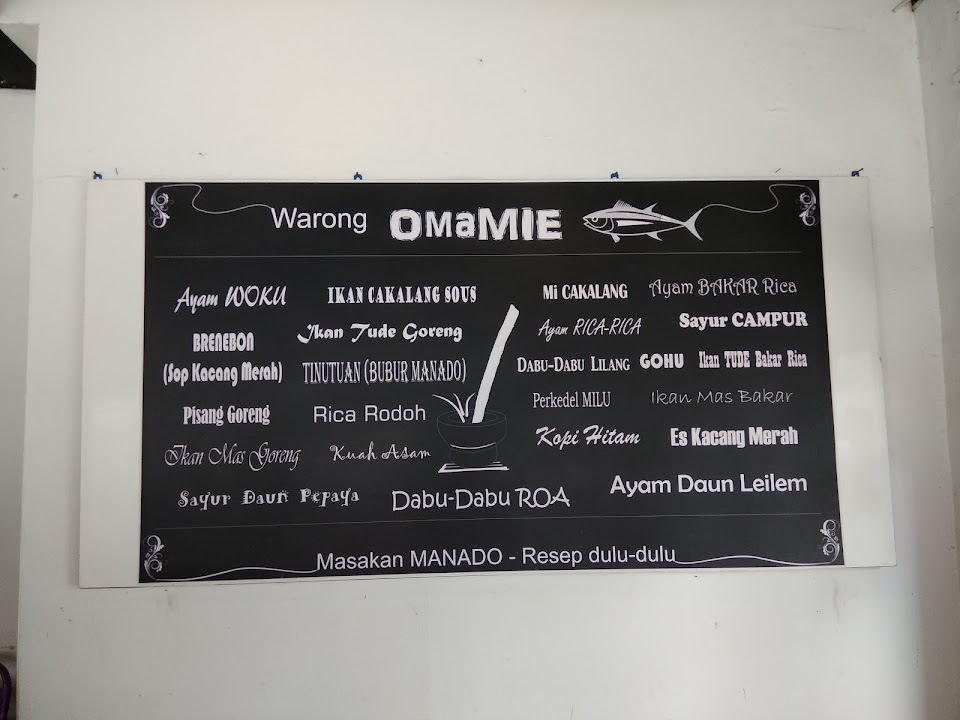 Warong OMaMIE
Ayam WOKU
IKAN CAKALANG SOUS
Mi CAKALANG
Ayam BAKAR Rica
BRENEBON
(Sop Kacang Merah)
Ikan Tude Goreng
Ayam RICA-RICA
Sayur CAMPUR
TINUTUAN (BUBUR MANADO)
DABU-DABU LILANG
GOHU
Ikan TUDE Bakar Rica
Pisang Goreng
Rica Rodoh
Perkedel MILU
Ikan Mas Bakar
Ikan Mas Goreng
Kuah Asam
Kopi Hitam
Es Kacang Merah
Sayur Daun Pepaya
Dabu-Dabu ROA
Ayam Daun Leilem
Masakan MANADO - Resep dulu-dulu